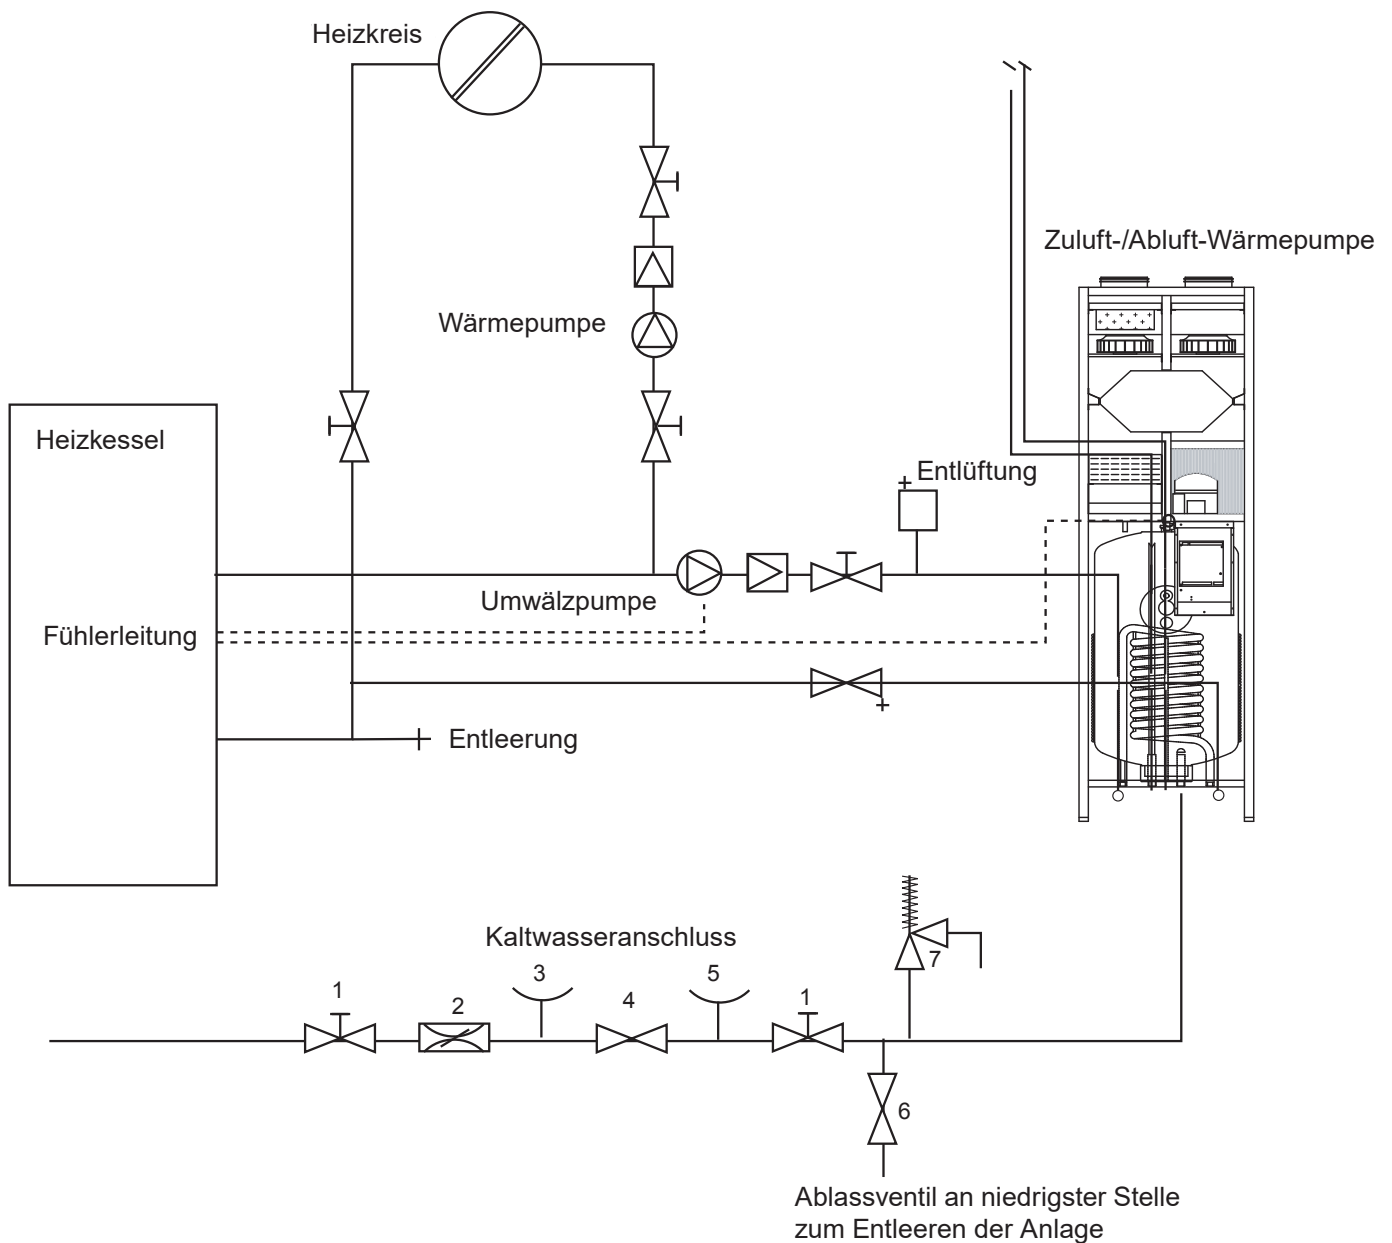 Heizkreis
Zuluft-/Abluft-Wärmepumpe
Wärmepumpe
Heizkessel
Entlüftung
Umwälzpumpe
Fühlerleitung
Entleerung
Kaltwasseranschluss
1
2
3
4
5
1
7
6
Ablassventil an niedrigster Stelle
zum Entleeren der Anlage